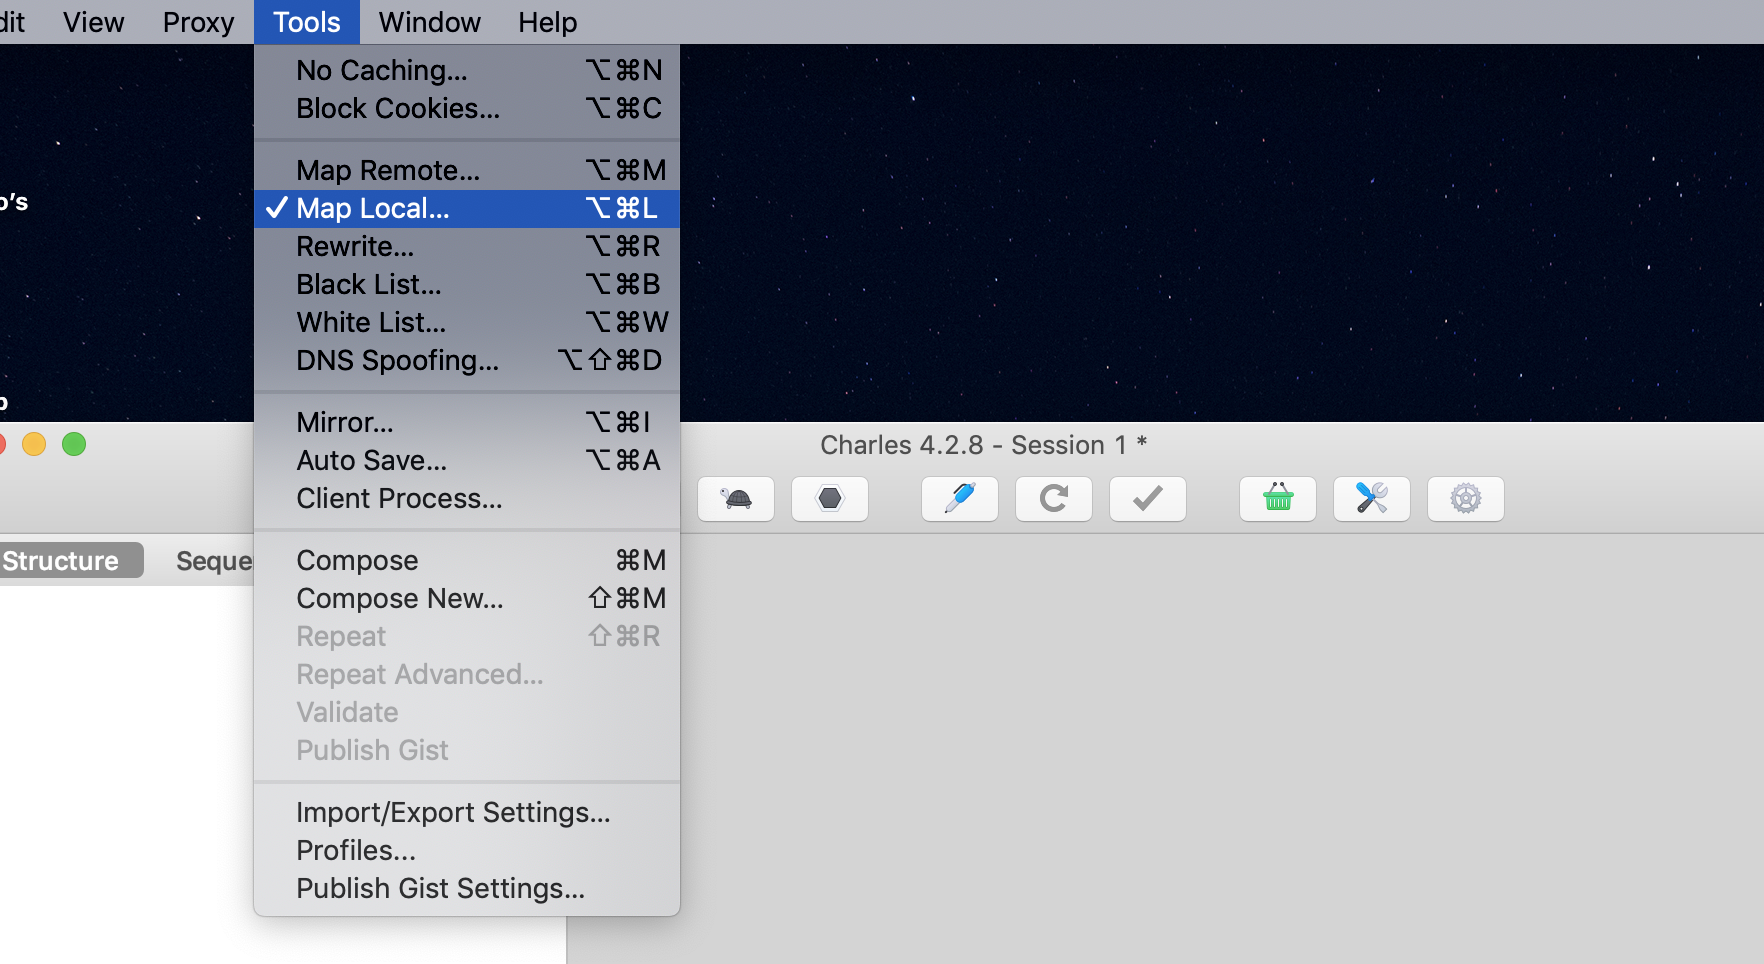 View Proxy Tools Window Help
No Caching... ⌥⌘N
Block Cookies... ⌥⌘C
Map Remote... ⌥⌘M
✓ Map Local... ⌥⌘L
Rewrite... ⌥⌘R
Black List... ⌥⌘B
White List... ⌥⌘W
DNS Spoofing... ⌥⇧⌘D
Mirror... ⌥⌘I
Auto Save... ⌥⌘A
Client Process...
Compose ⌘M
Compose New... ⇧⌘M
Repeat ⇧⌘R
Repeat Advanced...
Validate
Publish Gist
Import/Export Settings...
Profiles...
Publish Gist Settings...
Charles 4.2.8 - Session 1 *
Structure